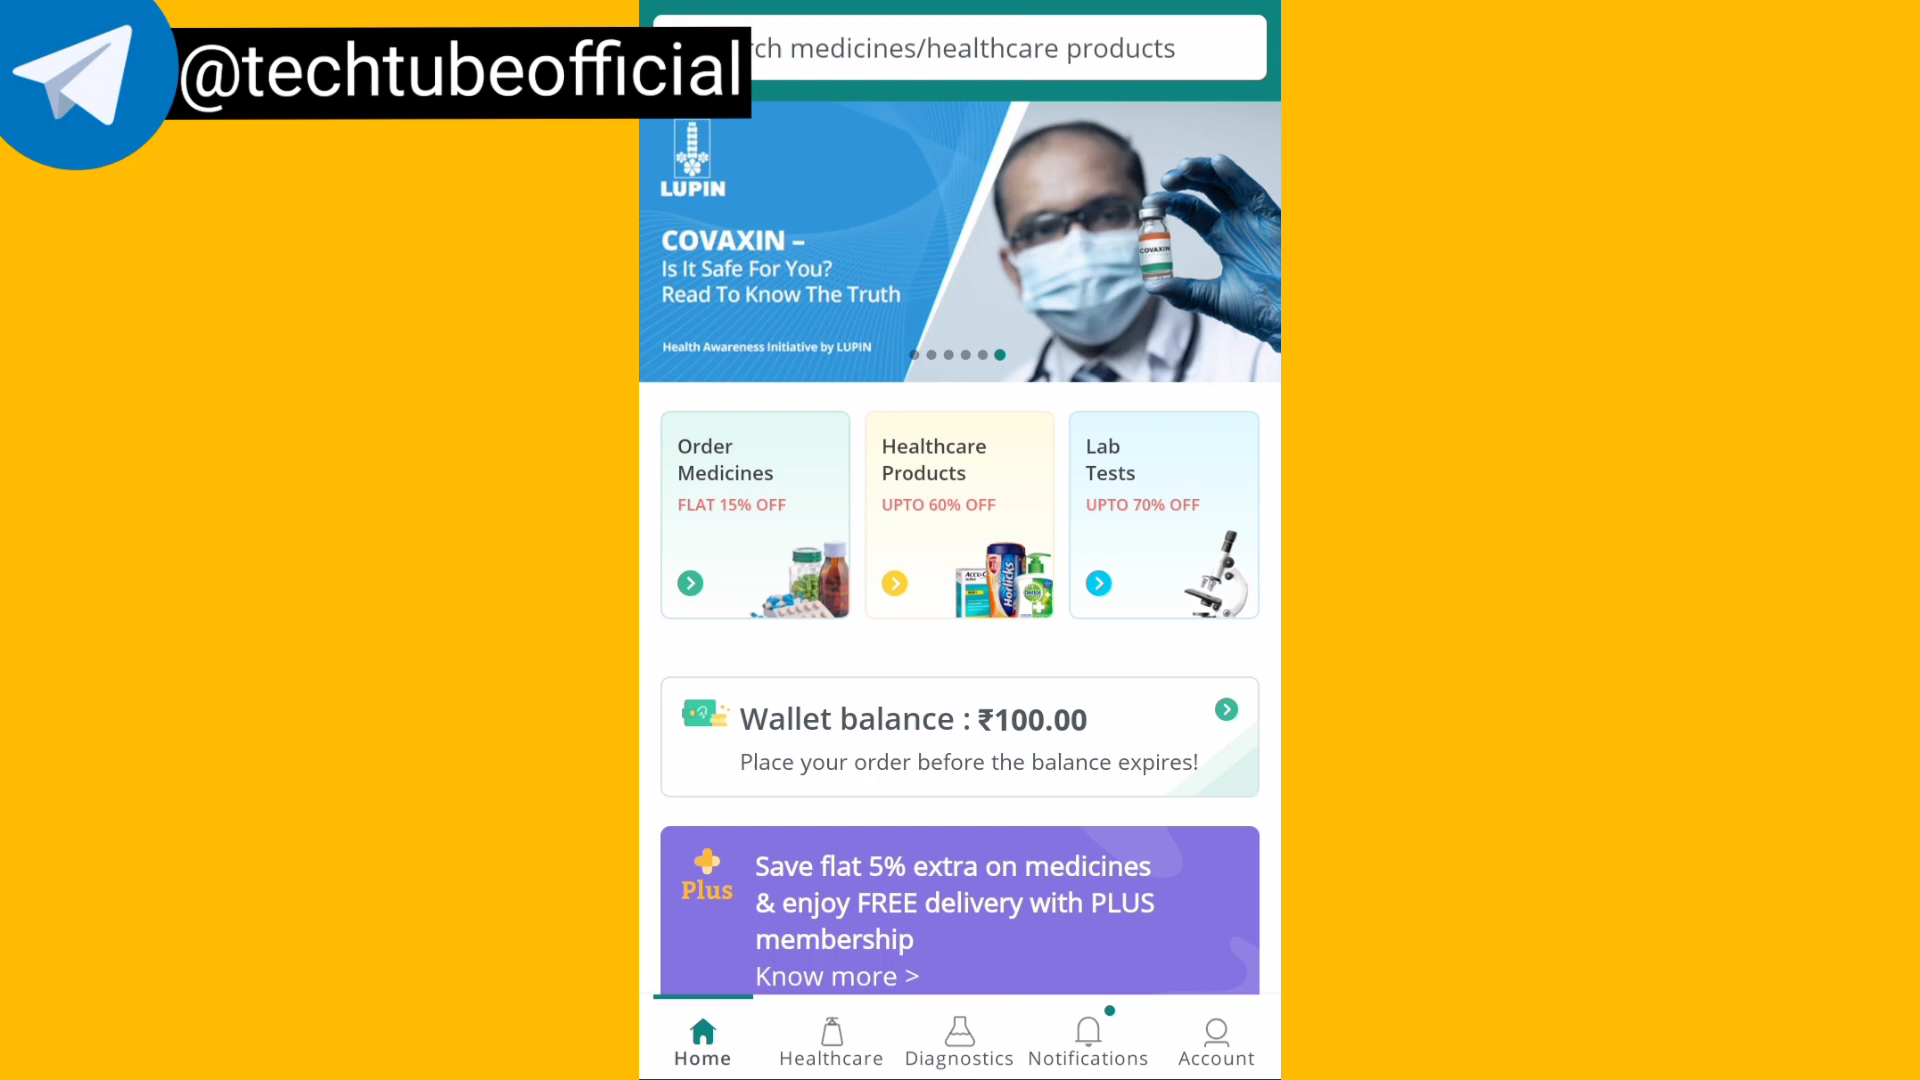 @techtubeofficial
ch medicines/healthcare products
LUPIN
COVAXIN –
Is It Safe For You?
Read To Know The Truth
Health Awareness Initiative by LUPIN
COVAXIN
Order
Medicines
FLAT 15% OFF
Healthcare
Products
UPTO 60% OFF
Horlicks
Dettol
Lab
Tests
UPTO 70% OFF
Wallet balance : ₹100.00
Place your order before the balance expires!
Plus
Save flat 5% extra on medicines
& enjoy FREE delivery with PLUS
membership
Know more >
Home
Healthcare
Diagnostics
Notifications
Account